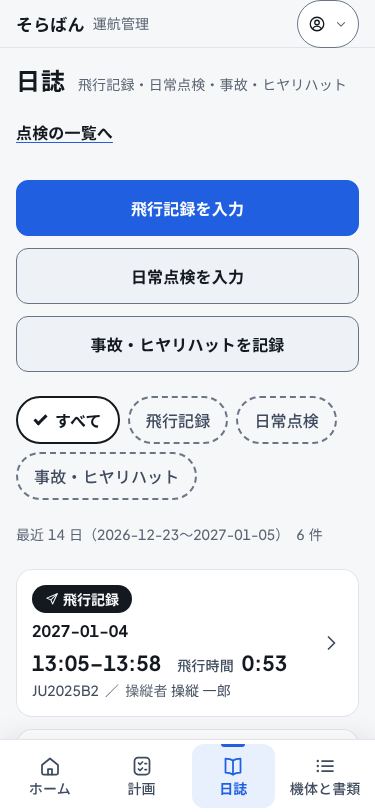 そらばん 運航管理
日誌 飛行記録・日常点検・事故・ヒヤリハット
点検の一覧へ
飛行記録を入力
日常点検を入力
事故・ヒヤリハットを記録
すべて 飛行記録 日常点検
事故・ヒヤリハット
最近 14 日（2026-12-23〜2027-01-05） 6 件
飛行記録
2027-01-04
13:05–13:58 飛行時間 0:53
JU2025B2 ／ 操縦者 操縦 一郎
ホーム 計画 日誌 機体と書類